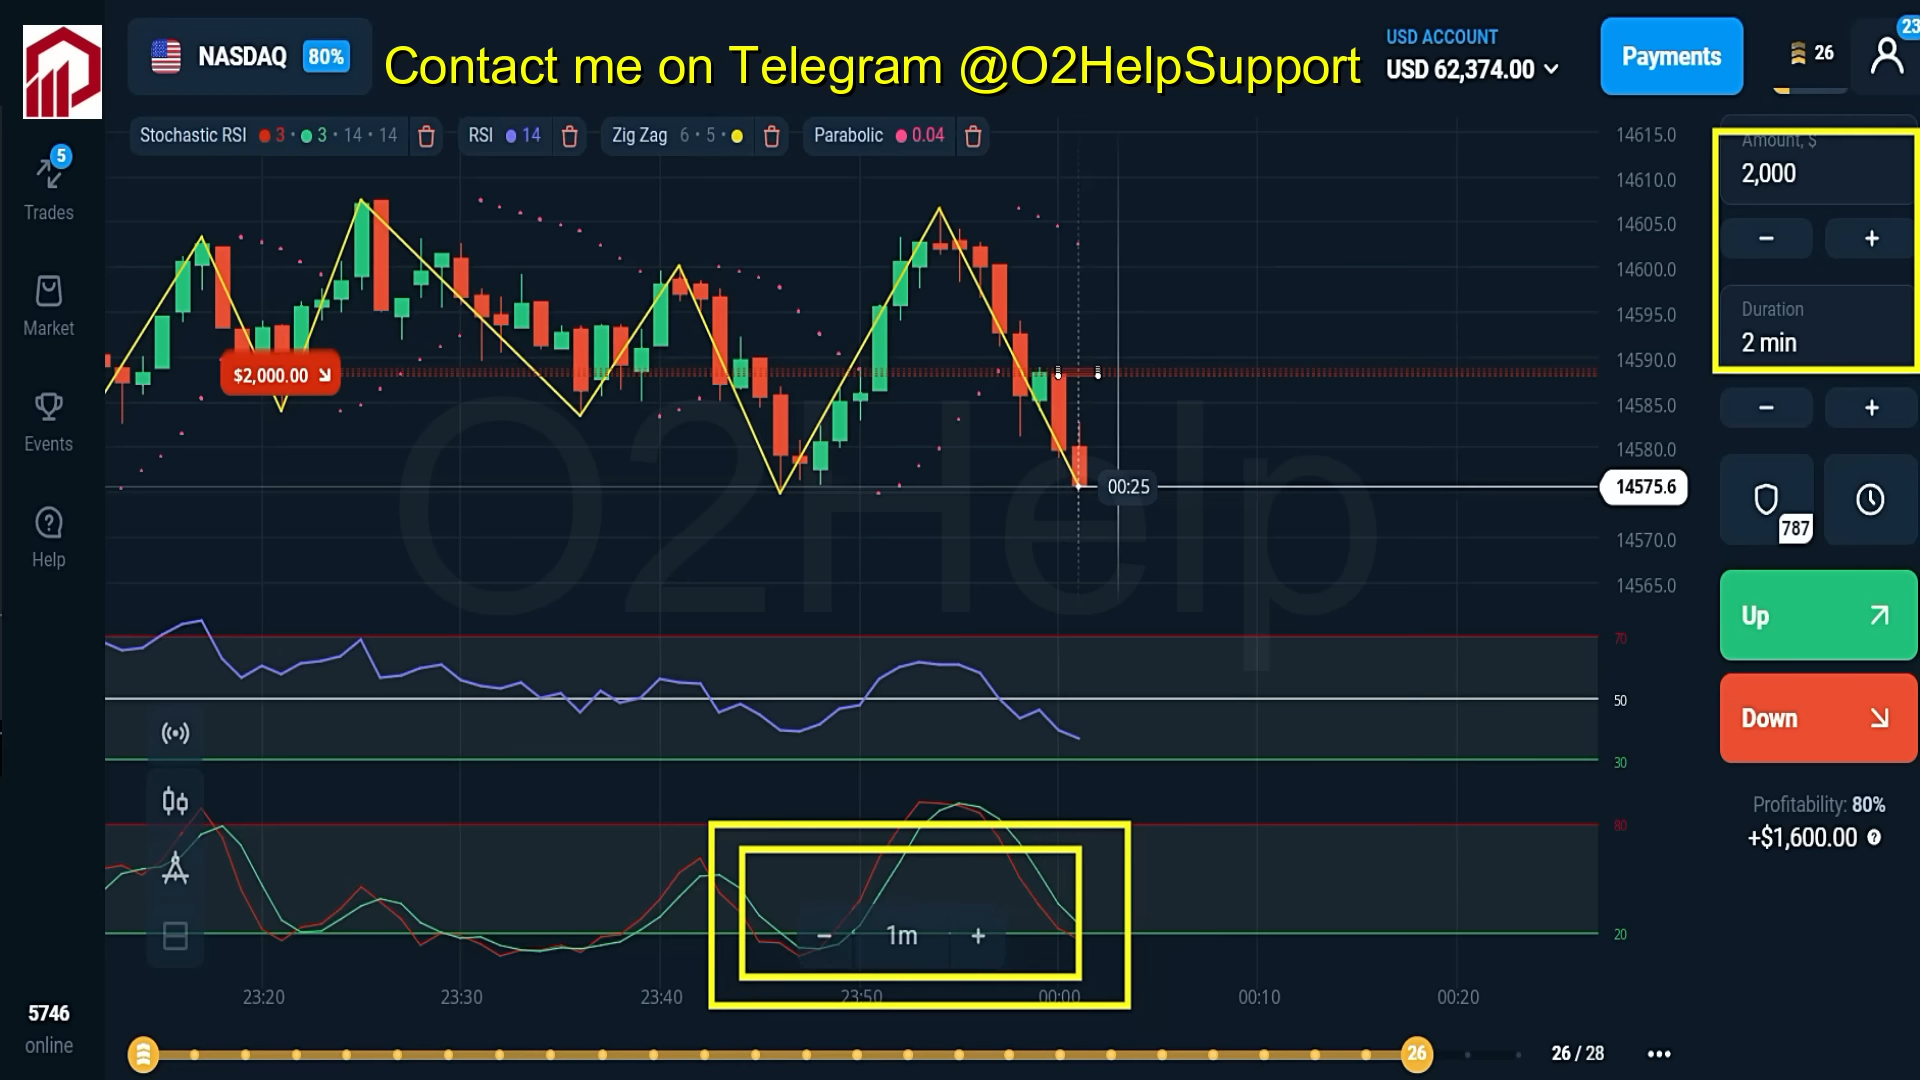 NASDAQ 80%
Contact me on Telegram @O2HelpSupport
USD ACCOUNT
USD 62,374.00
Payments
26
23
Stochastic RSI 3 · 3 · 14 · 14
RSI 14
Zig Zag 6 · 5 ·
Parabolic 0.04
5
Trades
Market
Events
Help
5746
online
$2,000.00
O2Help
00:25
14615.0
14610.0
14605.0
14600.0
14595.0
14590.0
14585.0
14580.0
14575.6
14570.0
14565.0
70
50
30
80
20
Amount, $
2,000
− +
Duration
2 min
− +
787
Up
Down
Profitability: 80%
+$1,600.00
− 1m +
23:20 23:30 23:40 23:50 00:00 00:10 00:20
26
26 / 28